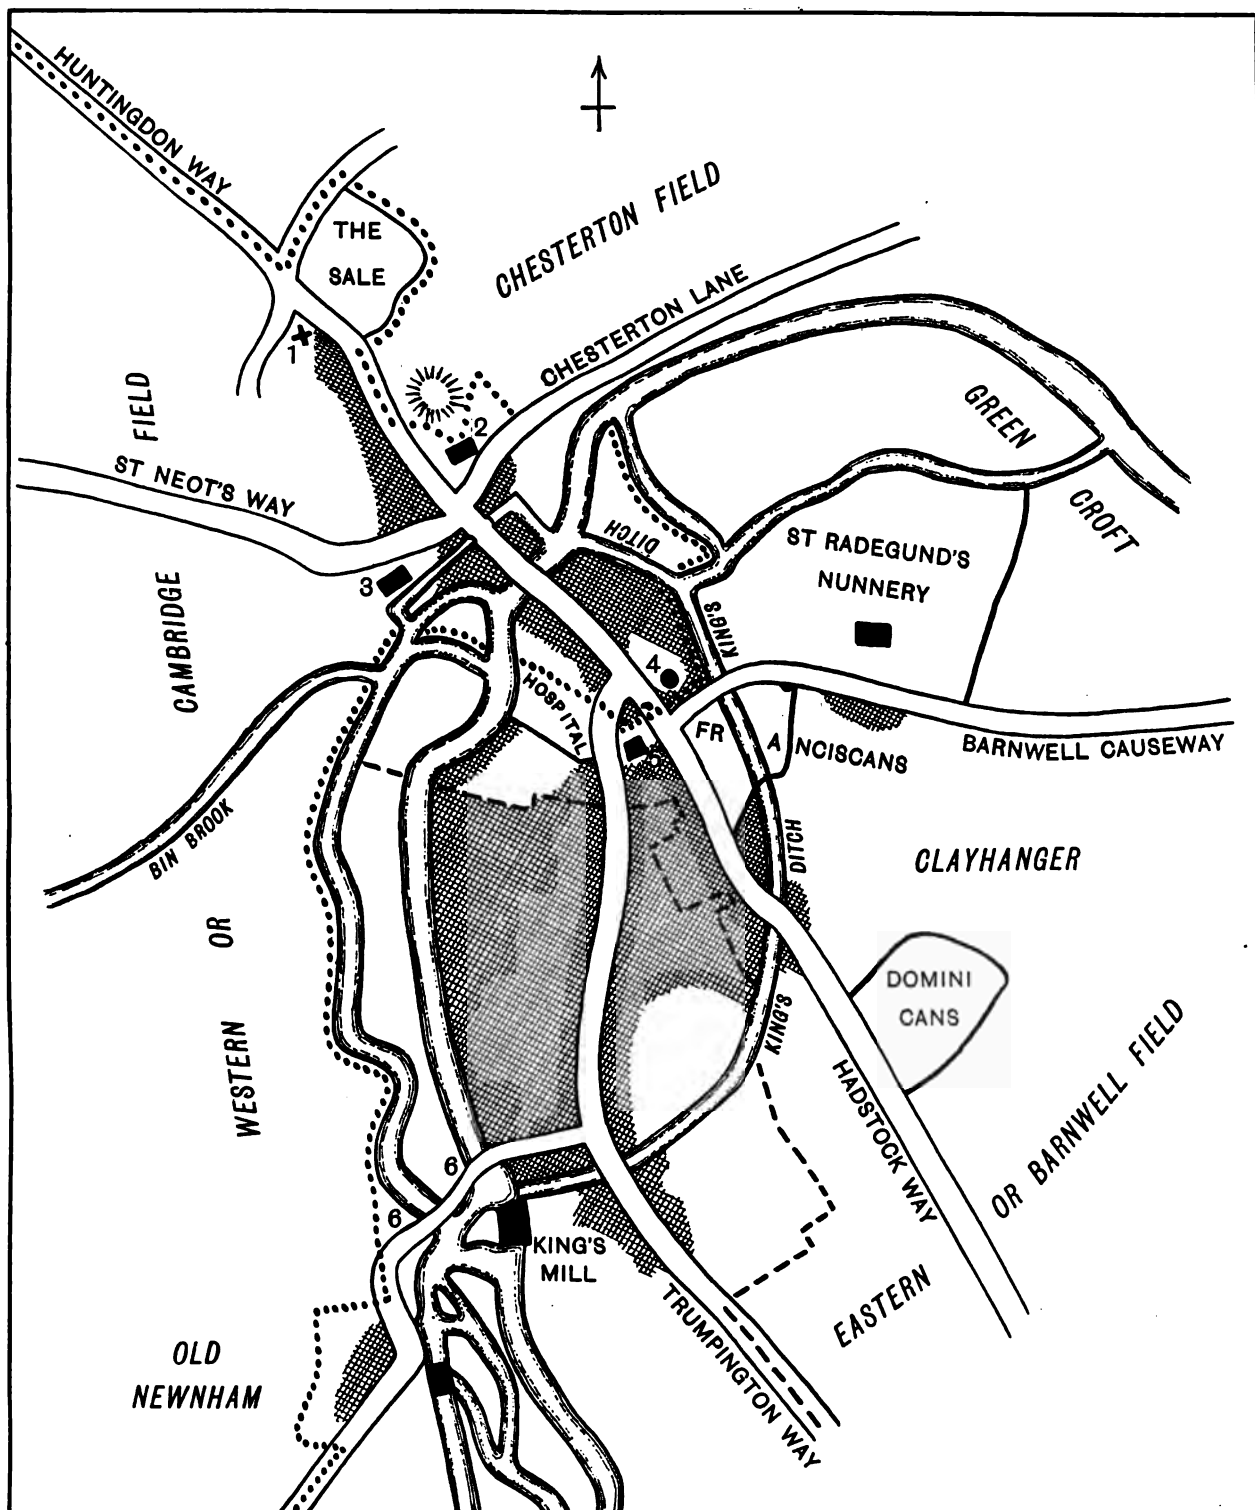 HUNTINGDON WAY
THE
SALE
CHESTERTON FIELD
CHESTERTON LANE
1
2
GREEN
CROFT
FIELD
ST NEOT'S WAY
DITCH
ST RADEGUND'S
NUNNERY
3
CAMBRIDGE
KING'S
4
HOSPITAL
FR
A NCISCANS
5
BARNWELL CAUSEWAY
BIN BROOK
DITCH
CLAYHANGER
OR
DOMINI
CANS
WESTERN
KING'S
HADSTOCK WAY
OR BARNWELL FIELD
6
6
KING'S
MILL
EASTERN
TRUMPINGTON WAY
OLD
NEWNHAM